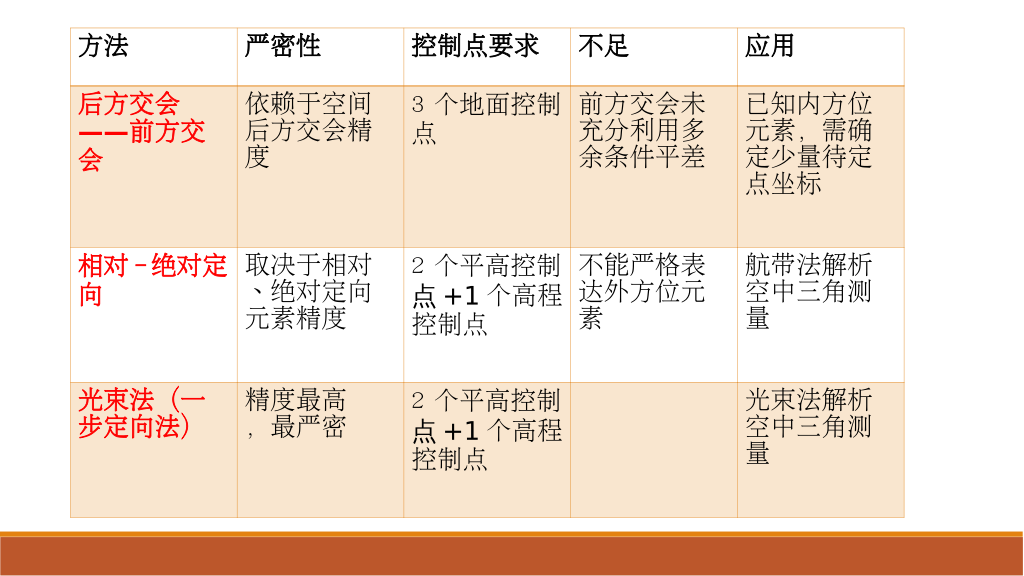 方法
严密性
控制点要求
不足
应用
后方交会
——前方交
会
依赖于空间
后方交会精
度
3 个地面控制
点
前方交会未
充分利用多
余条件平差
已知内方位
元素，需确
定少量待定
点坐标
相对－绝对定
向
取决于相对
、绝对定向
元素精度
2 个平高控制
点 +1 个高程
控制点
不能严格表
达外方位元
素
航带法解析
空中三角测
量
光束法（一
步定向法）
精度最高
，最严密
2 个平高控制
点 +1 个高程
控制点
光束法解析
空中三角测
量